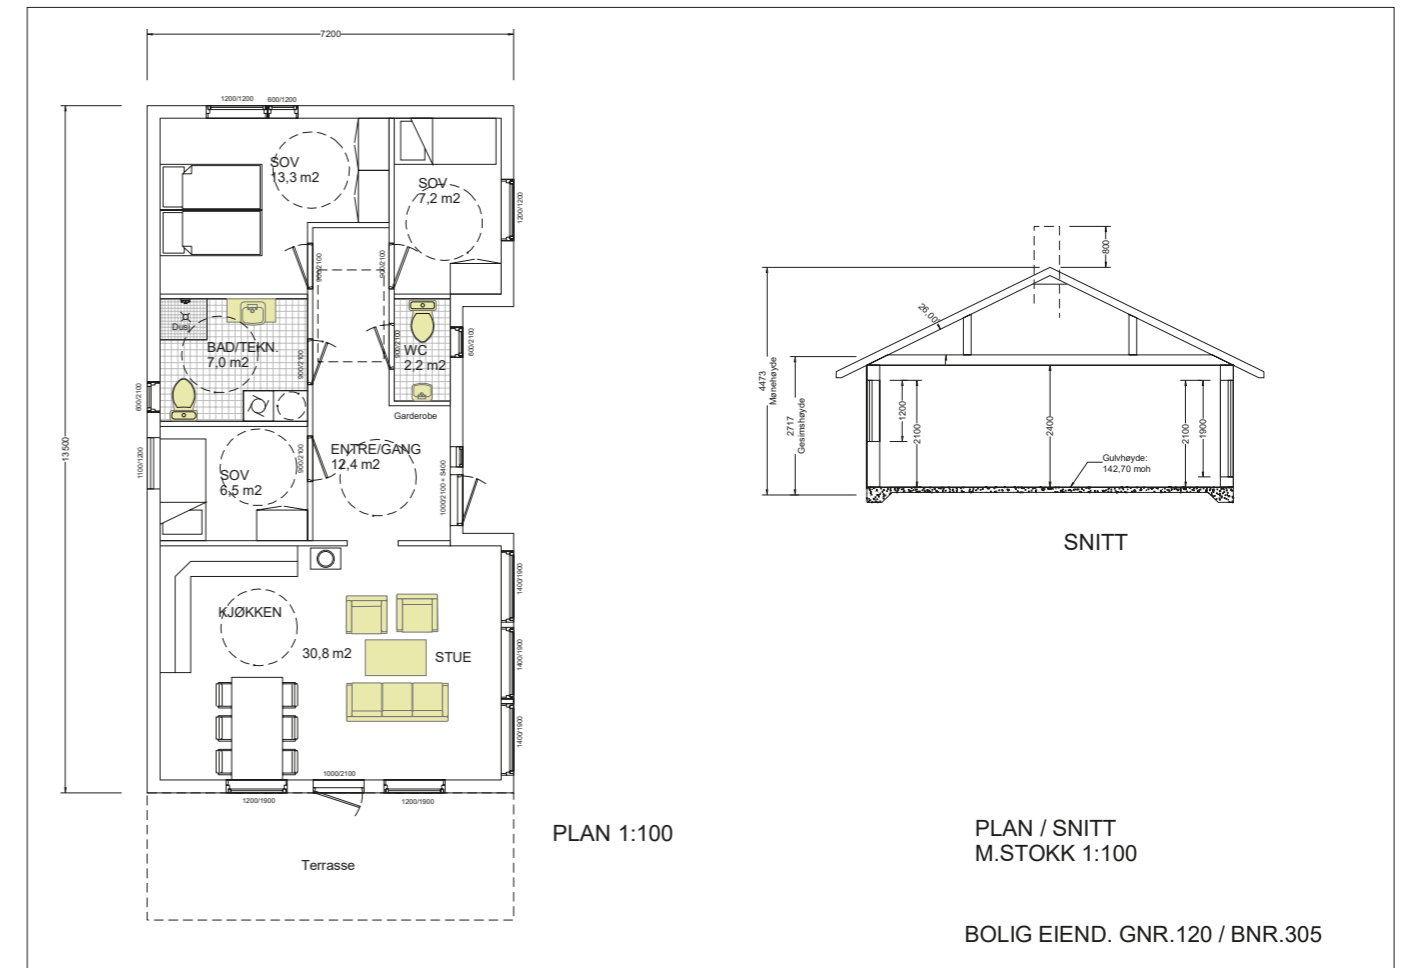 7200
1200/1200
600/1200
SOV
13,3 m2
SOV
7,2 m2
1200/1200
13500
900/2100
900/2100
Dusj
BAD/TEKN.
7,0 m2
900/2100
900/2100
WC
2,2 m2
600/2100
600/2100
Garderobe
1100/1200
SOV
6,5 m2
900/2100
ENTRE/GANG
12,4 m2
1000/2100 + S400
KJØKKEN
30,8 m2
STUE
1400/1900
1400/1900
1400/1900
1000/2100
1200/1900
1200/1900
Terrasse
PLAN 1:100
800
26,00°
4473
Mønehøyde
2717
Gesimshøyde
1200
2100
2400
2100
1900
Gulvhøyde:
142,70 moh
SNITT
PLAN / SNITT
M.STOKK 1:100
BOLIG EIEND. GNR.120 / BNR.305